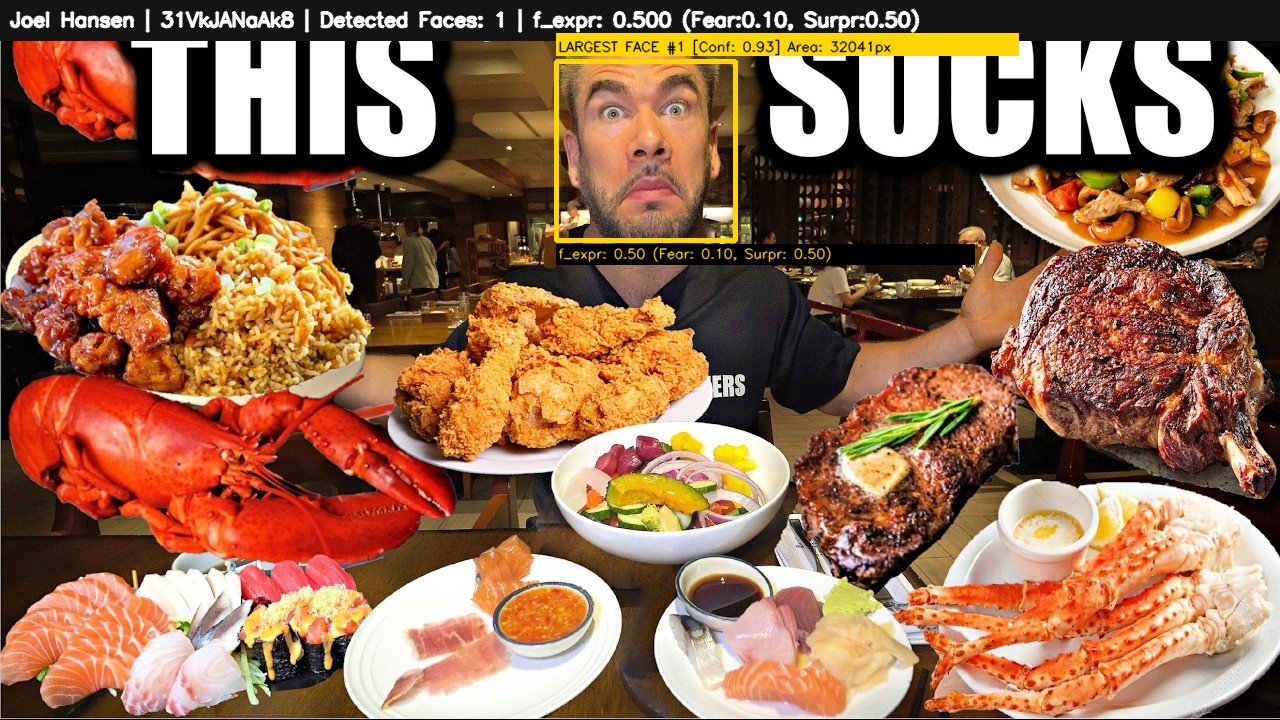 Joel Hansen | 31VkJANaAk8 | Detected Faces: 1 | f_expr: 0.500 (Fear:0.10, Surpr:0.50)
LARGEST FACE #1 [Conf: 0.93] Area: 32041px
THIS SUCKS
f_expr: 0.50 (Fear: 0.10, Surpr: 0.50)